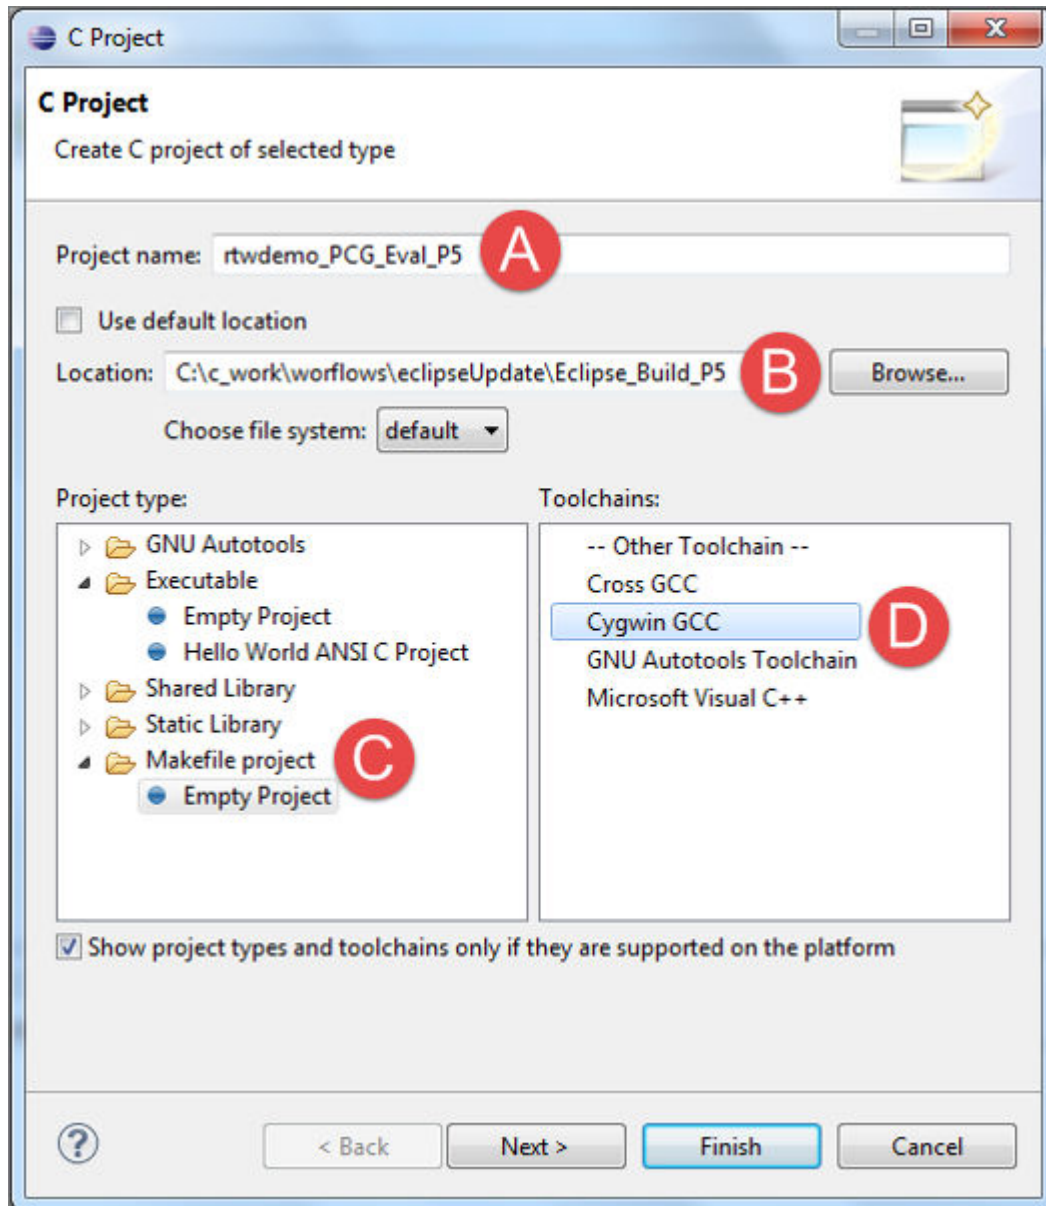 C Project
C Project
Create C project of selected type
Project name: rtwdemo_PCG_Eval_P5 A
Use default location
Location: C:\c_work\worflows\eclipseUpdate\Eclipse_Build_P5 B Browse...
Choose file system: default
Project type:
GNU Autotools
Executable
Empty Project
Hello World ANSI C Project
Shared Library
Static Library
Makefile project C
Empty Project
Toolchains:
-- Other Toolchain --
Cross GCC
Cygwin GCC D
GNU Autotools Toolchain
Microsoft Visual C++
Show project types and toolchains only if they are supported on the platform
? < Back Next > Finish Cancel